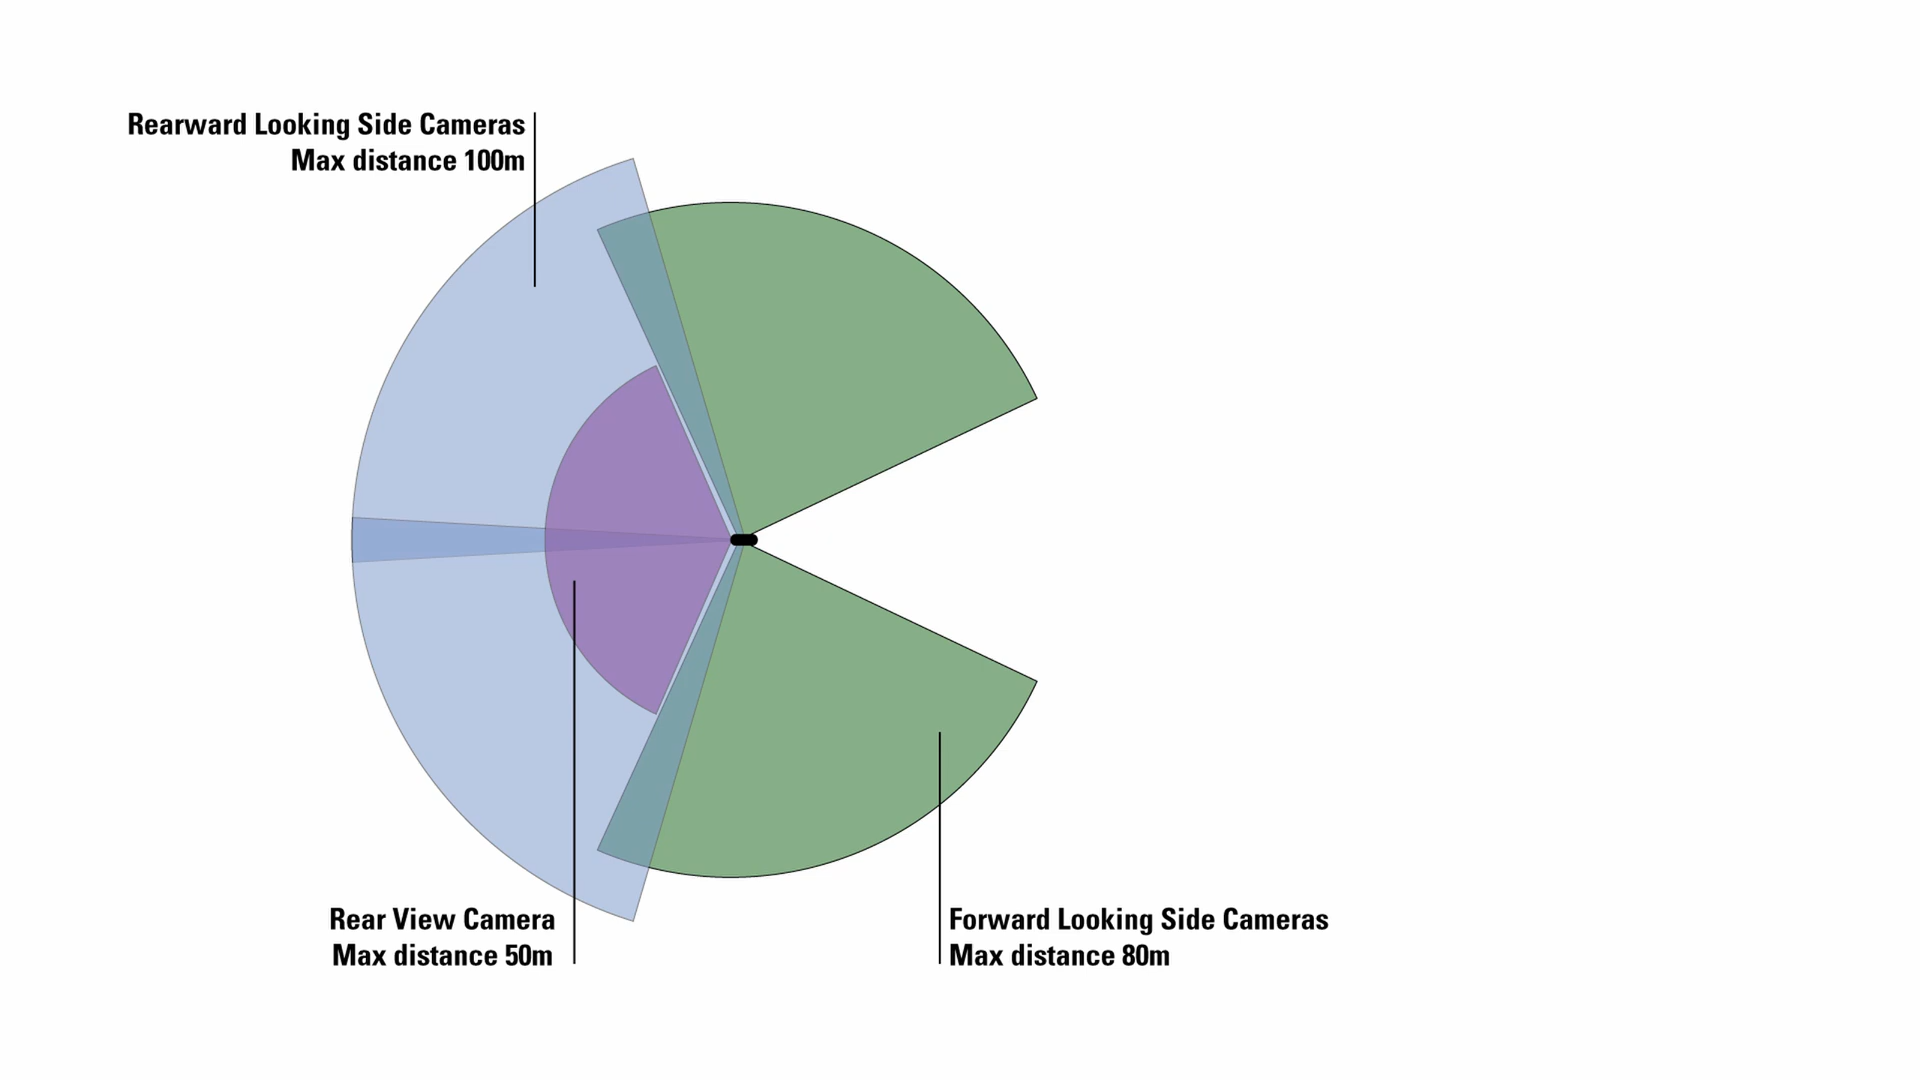 Rearward Looking Side Cameras
Max distance 100m
Rear View Camera
Max distance 50m
Forward Looking Side Cameras
Max distance 80m